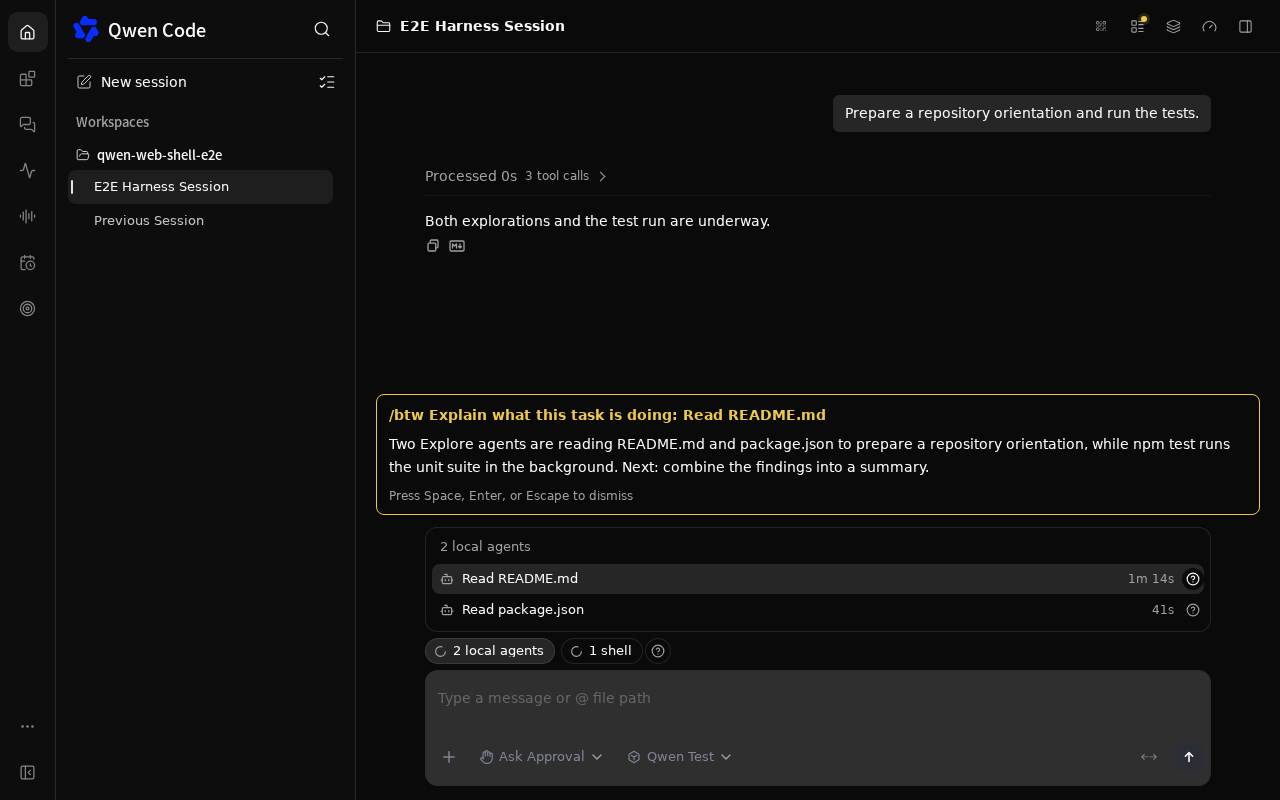 Qwen Code
E2E Harness Session
New session
Workspaces
qwen-web-shell-e2e
E2E Harness Session
Previous Session
Prepare a repository orientation and run the tests.
Processed 0s 3 tool calls
Both explorations and the test run are underway.
M
/btw Explain what this task is doing: Read README.md
Two Explore agents are reading README.md and package.json to prepare a repository orientation, while npm test runs
the unit suite in the background. Next: combine the findings into a summary.
Press Space, Enter, or Escape to dismiss
2 local agents
Read README.md 1m 14s
Read package.json 41s
2 local agents 1 shell
Type a message or @ file path
Ask Approval Qwen Test